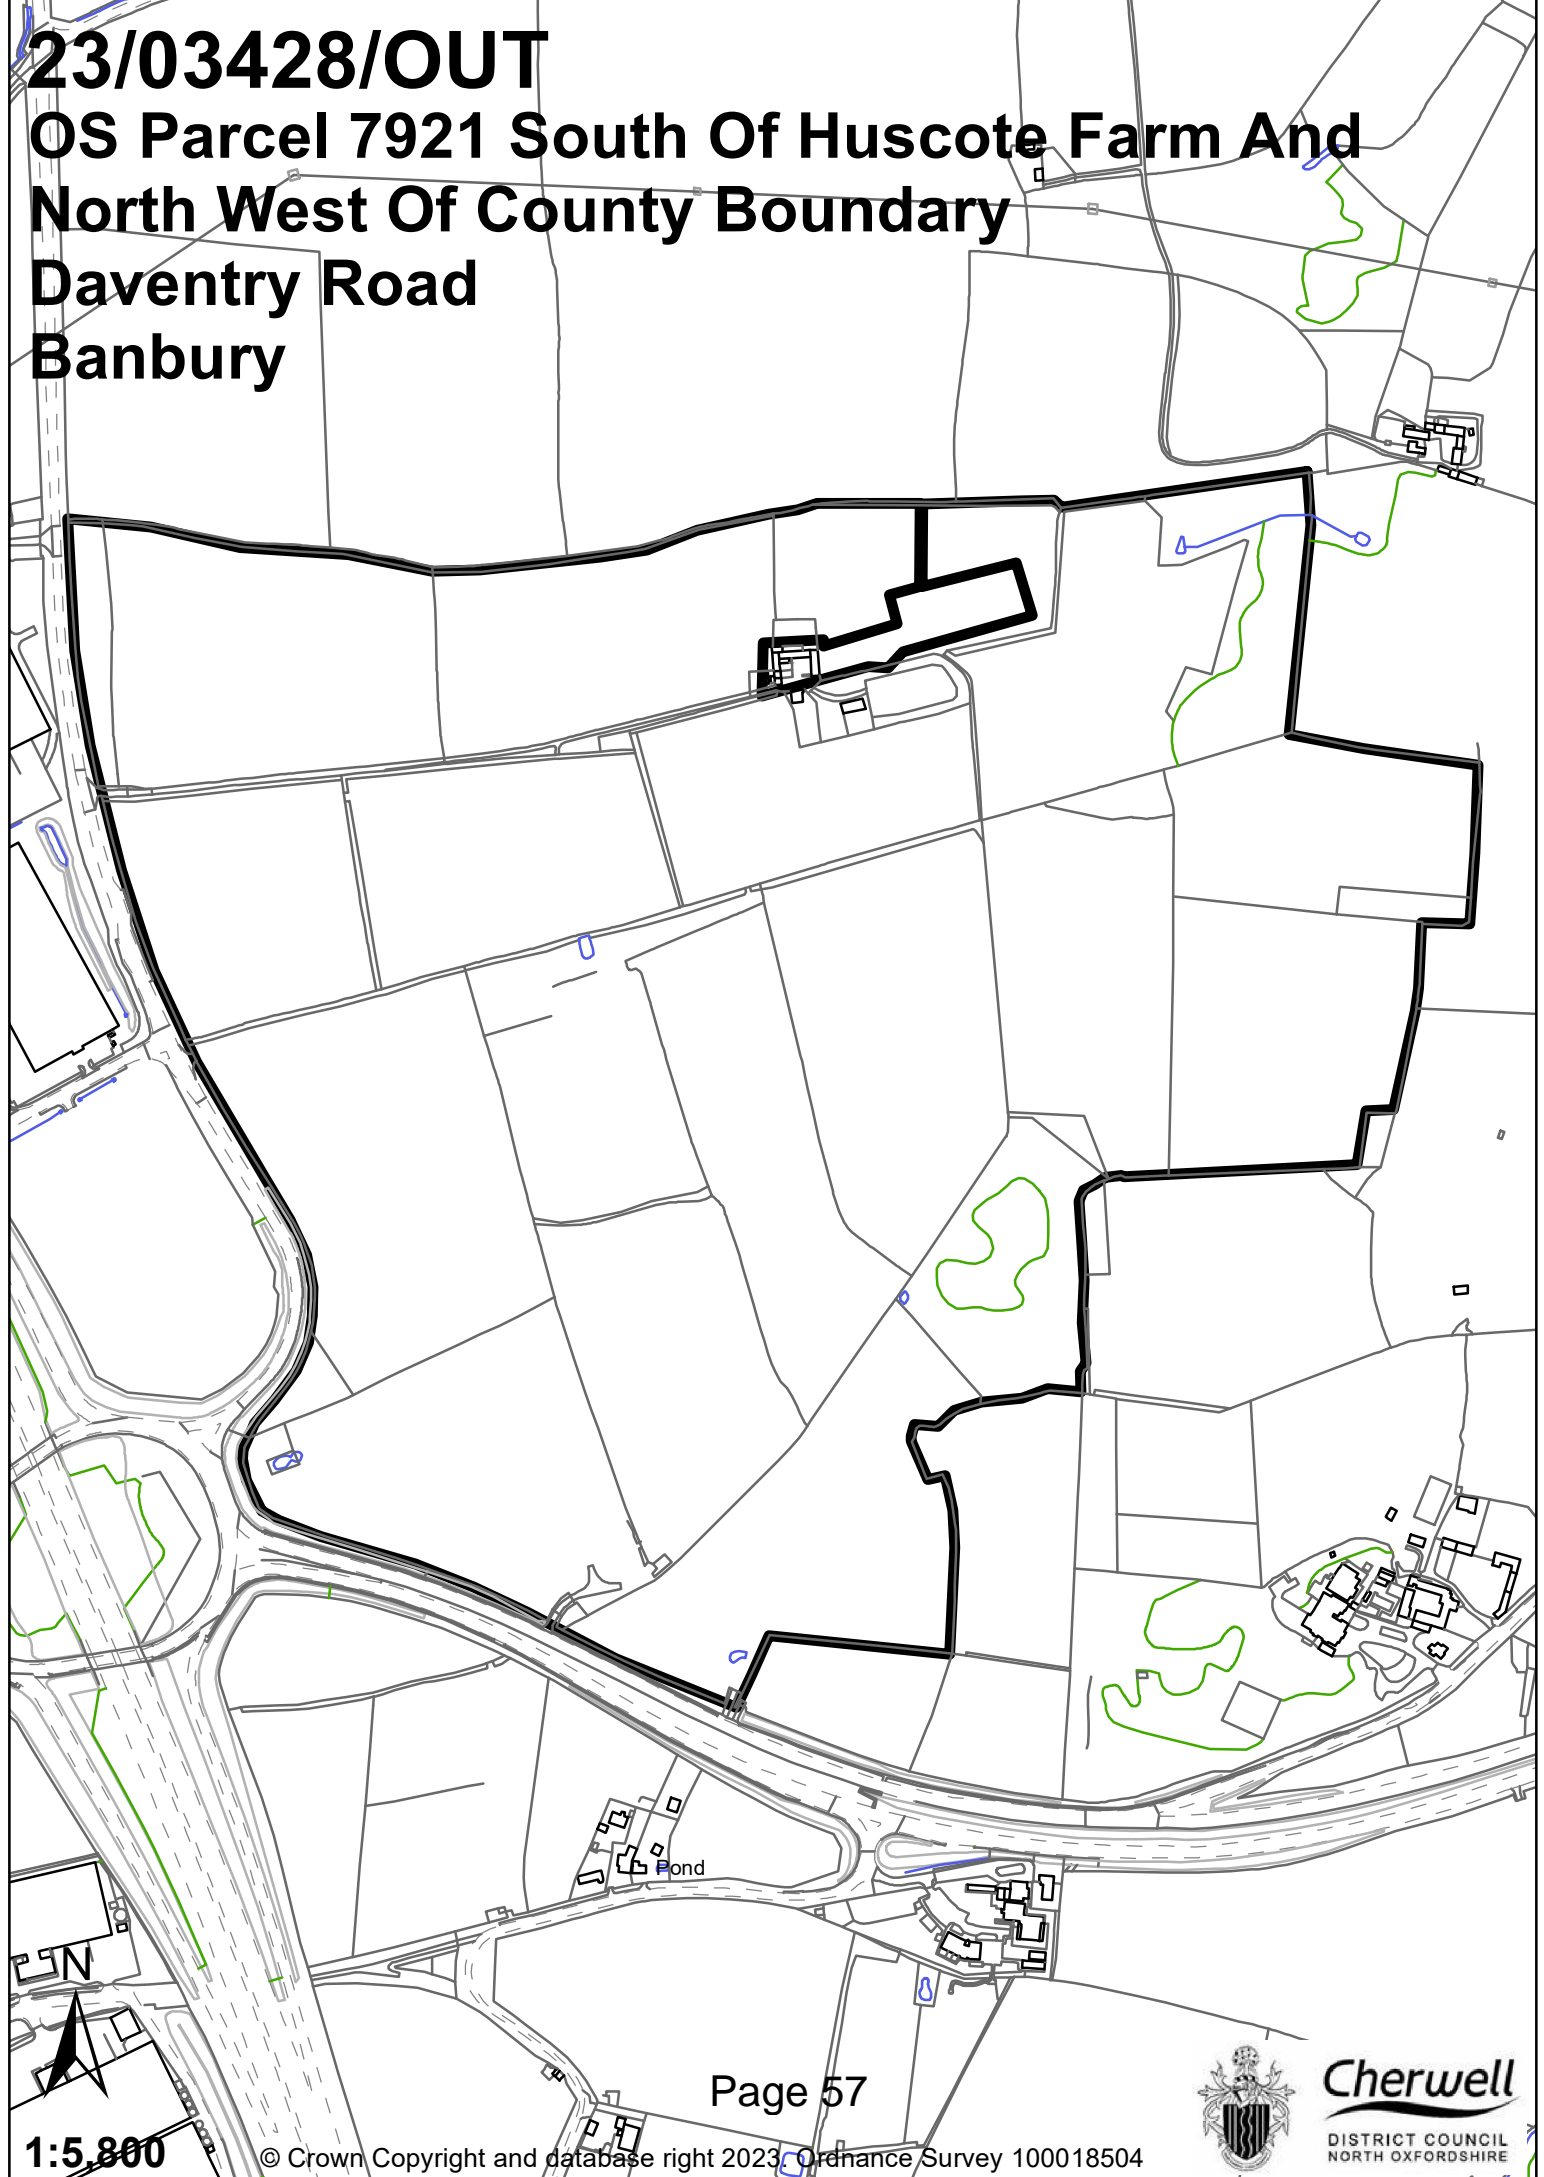 23/03428/OUT
OS Parcel 7921 South Of Huscote Farm And
North West Of County Boundary
Daventry Road
Banbury
Pond
N
Page 57
1:5,800
© Crown Copyright and database right 2023. Ordnance Survey 100018504
Cherwell
DISTRICT COUNCIL
NORTH OXFORDSHIRE